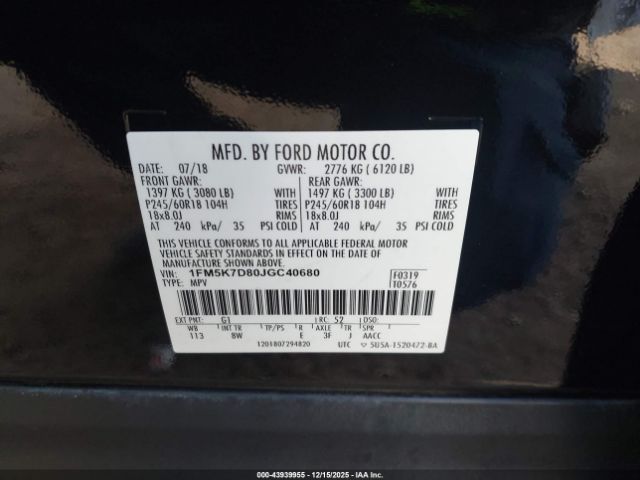 MFD. BY FORD MOTOR CO.
DATE: 07/18 GVWR: 2776 KG ( 6120 LB)
FRONT GAWR: REAR GAWR:
1397 KG ( 3080 LB) WITH 1497 KG ( 3300 LB) WITH
P245/60R18 104H TIRES P245/60R18 104H TIRES
18x8.0J RIMS 18x8.0J RIMS
AT 240 kPa/ 35 PSI COLD AT 240 kPa/ 35 PSI COLD
THIS VEHICLE CONFORMS TO ALL APPLICABLE FEDERAL MOTOR
VEHICLE SAFETY STANDARDS IN EFFECT ON THE DATE OF
MANUFACTURE SHOWN ABOVE.
VIN: 1FM5K7D80JGC40680 F0319
TYPE: MPV T0576
EXT PNT: G1 RC: 52 DSO:
WB INT TR TP/PS R AXLE TR SPR
113 8W E 3F J AACC
1201807294820 UTC 5U5A-1520472-BA
000-43939955 - 12/15/2025 - IAA Inc.